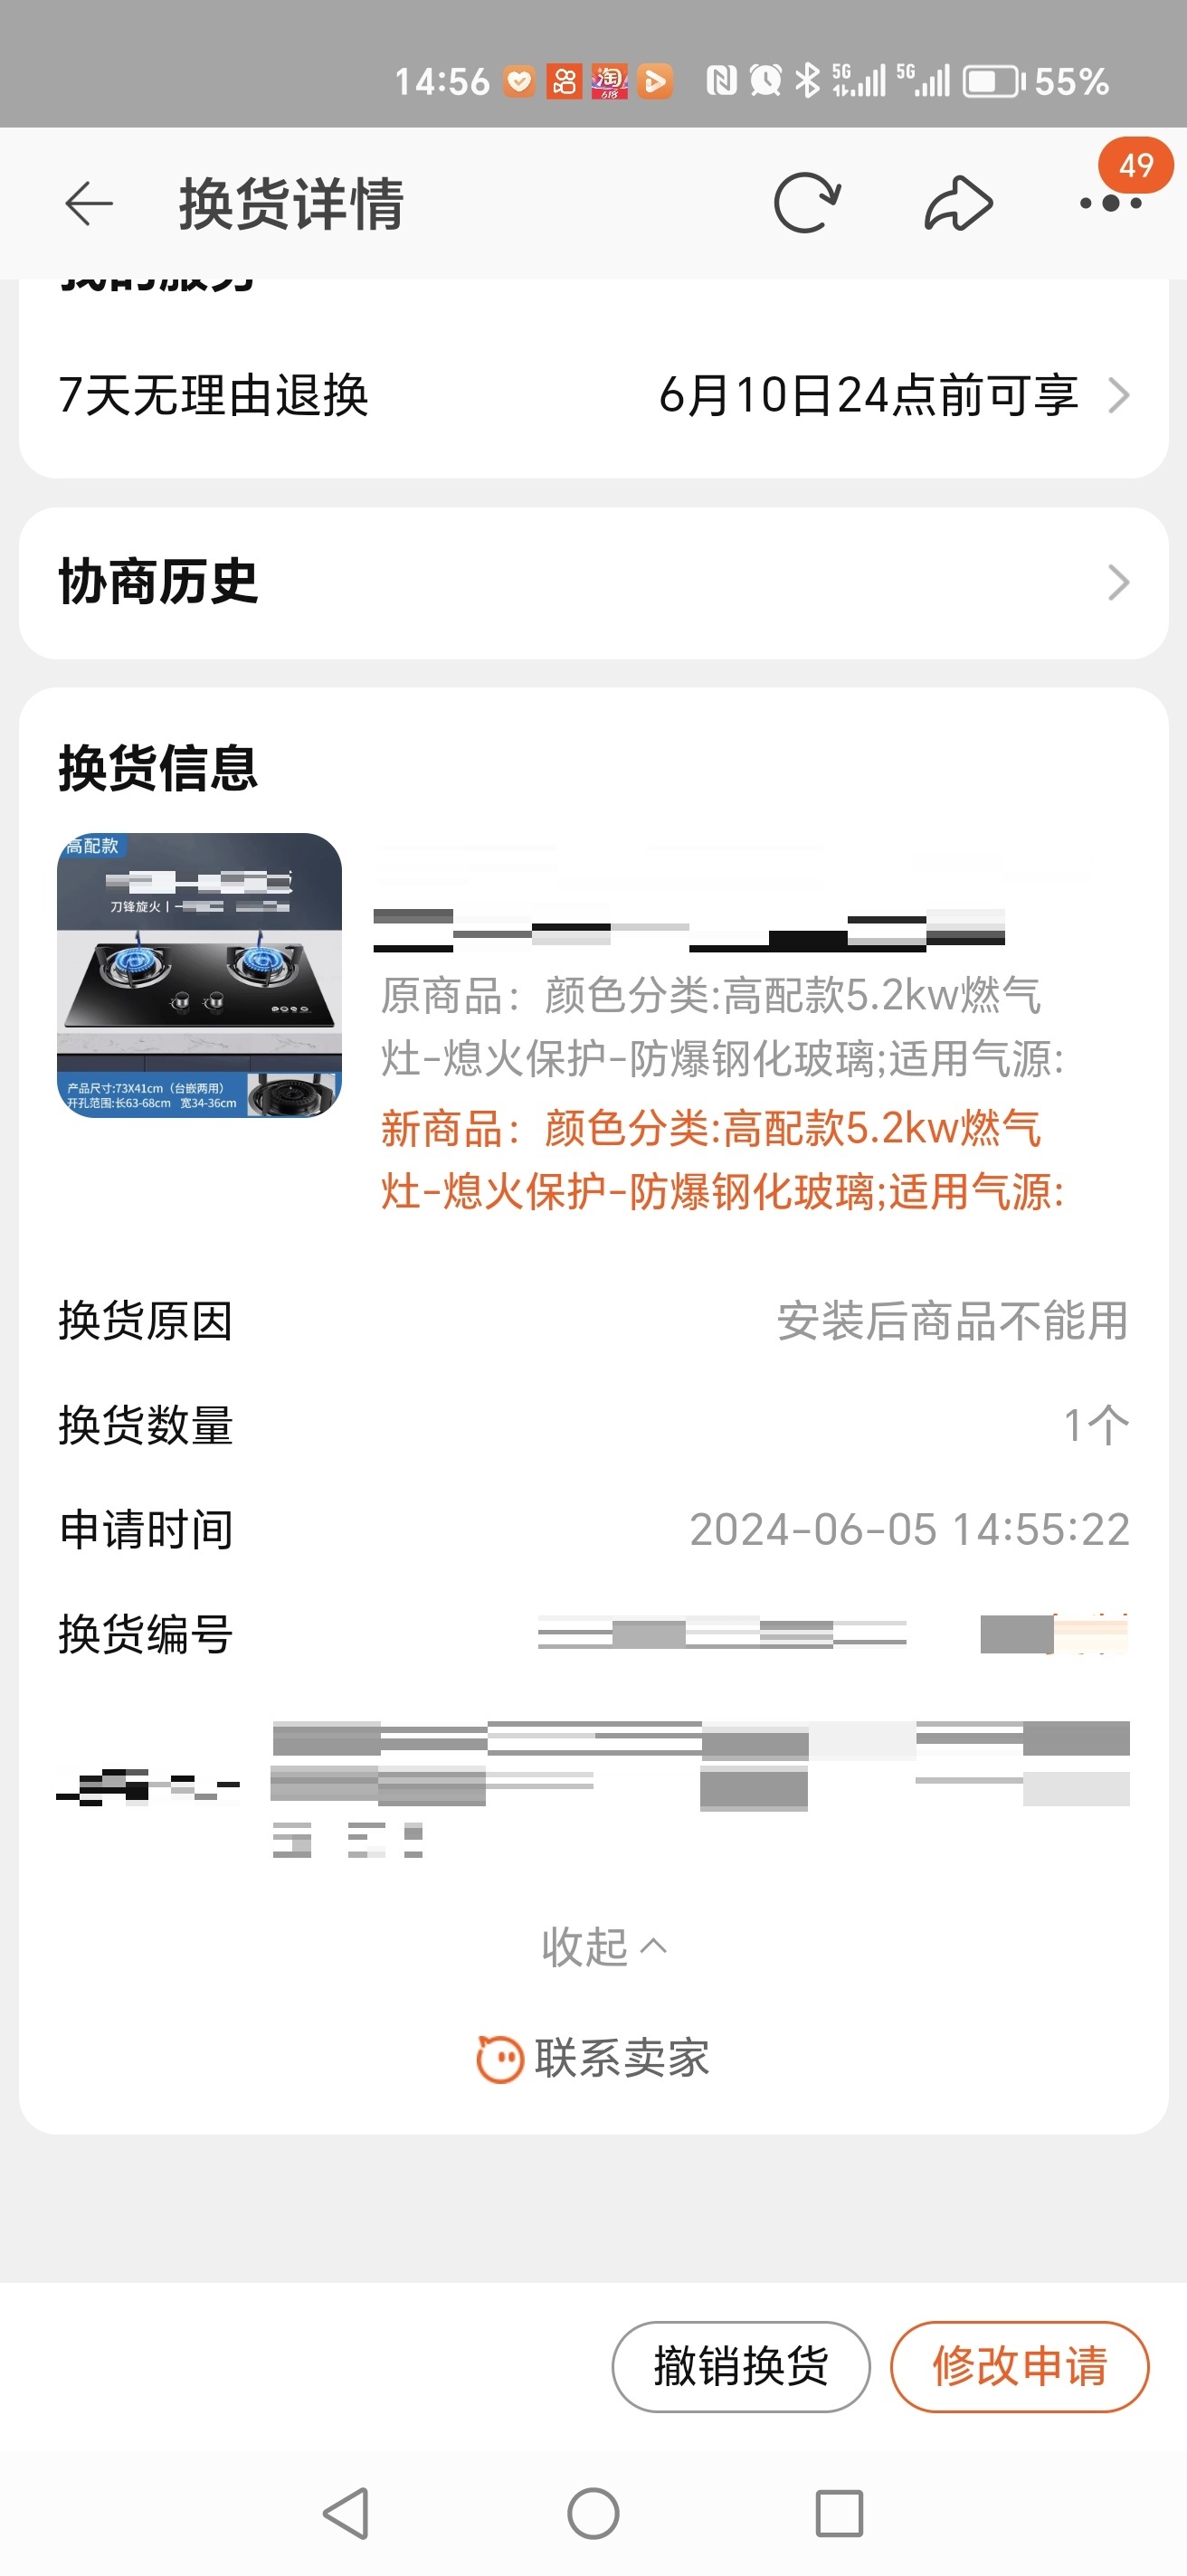 14:56
淘
618
5G
5G
55%
换货详情
49
我的服务
7天无理由退换
6月10日24点前可享
协商历史
换货信息
高配款
刀锋旋火
产品尺寸:73X41cm（台嵌两用）
开孔范围:长63-68cm 宽34-36cm
原商品：颜色分类:高配款5.2kw燃气
灶-熄火保护-防爆钢化玻璃;适用气源:
新商品：颜色分类:高配款5.2kw燃气
灶-熄火保护-防爆钢化玻璃;适用气源:
换货原因
安装后商品不能用
换货数量
1个
申请时间
2024-06-05 14:55:22
换货编号
收起
联系卖家
撤销换货
修改申请